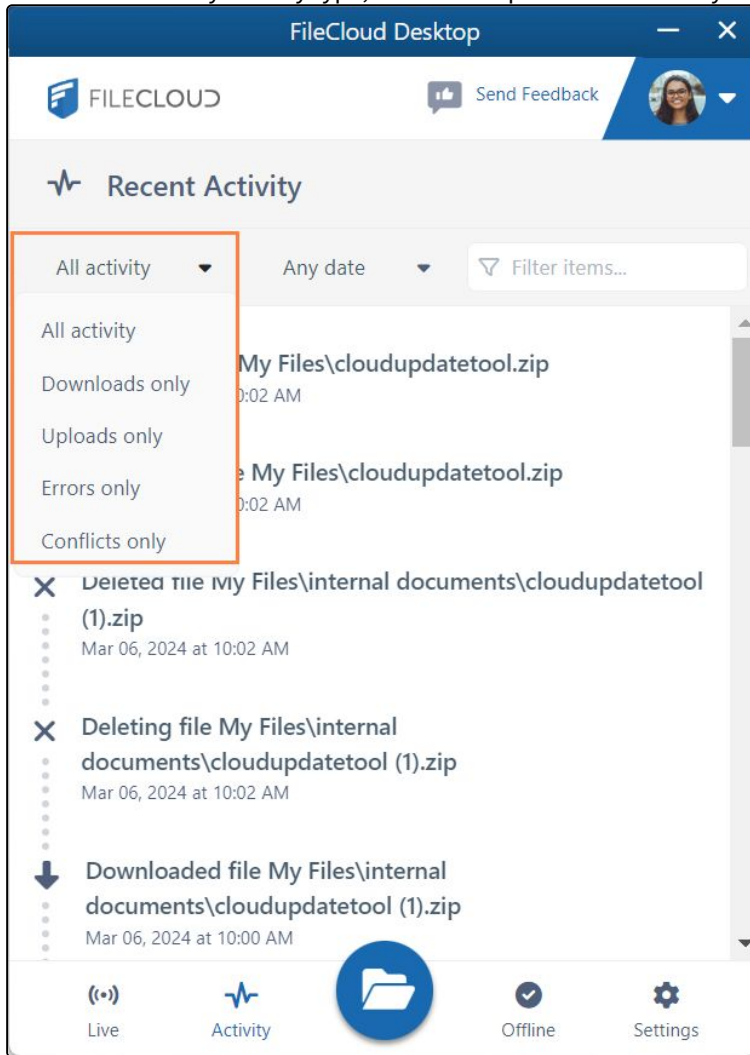 FileCloud Desktop
FILECLOUD
Send Feedback
Recent Activity
All activity
Any date
Filter items...
All activity
Downloads only
Uploads only
Errors only
Conflicts only
My Files\cloudupdatetool.zip
0:02 AM
My Files\cloudupdatetool.zip
0:02 AM
Deleted file My Files\internal documents\cloudupdatetool
(1).zip
Mar 06, 2024 at 10:02 AM
Deleting file My Files\internal
documents\cloudupdatetool (1).zip
Mar 06, 2024 at 10:02 AM
Downloaded file My Files\internal
documents\cloudupdatetool (1).zip
Mar 06, 2024 at 10:00 AM
Live
Activity
Offline
Settings